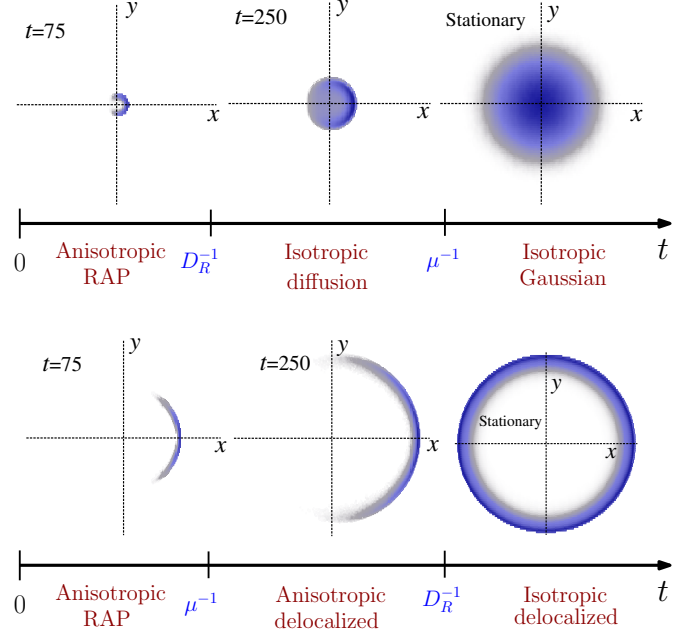 t=75
y
x
t=250
y
x
Stationary
y
x
0
Anisotropic
RAP
D_R^{-1}
Isotropic
diffusion
μ^{-1}
Isotropic
Gaussian
t
t=75
y
x
t=250
y
x
Stationary
y
x
0
Anisotropic
RAP
μ^{-1}
Anisotropic
delocalized
D_R^{-1}
Isotropic
delocalized
t